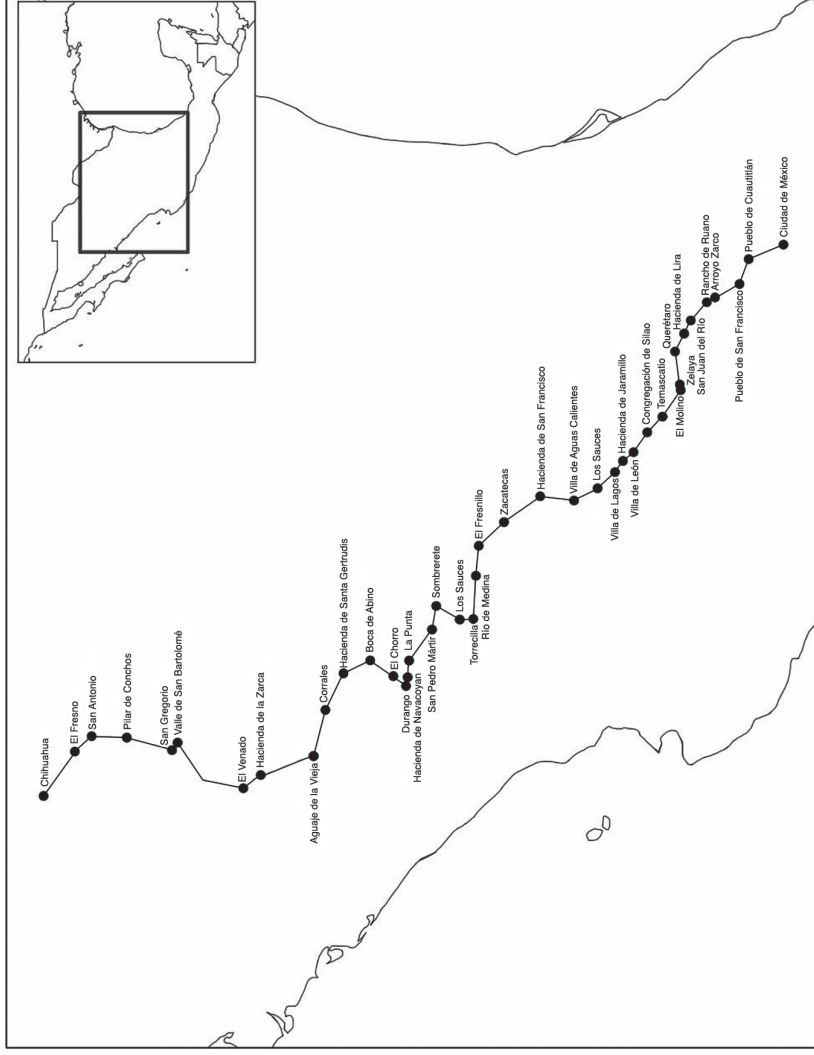 Chihuahua
El Fresno
San Antonio
Pilar de Conchos
San Gregorio
Valle de San Bartolomé
El Venado
Hacienda de la Zarca
Aguaje de la Vieja
Corrales
Hacienda de Santa Gertrudis
Boca de Abino
El Chorro
Durango
Hacienda de Navacoyan
La Punta
San Pedro Mártir
Sombrerete
Los Sauces
Torrecilla
Río de Medina
El Fresnillo
Zacatecas
Hacienda de San Francisco
Villa de Aguas Calientes
Los Sauces
Villa de Lagos
Hacienda de Jaramillo
Villa de León
Congregación de Silao
Temascatio
El Molino
Zelaya
Querétaro
Hacienda de Lira
San Juan del Río
Rancho de Ruano
Arroyo Zarco
Pueblo de San Francisco
Pueblo de Cuautitlán
Ciudad de México